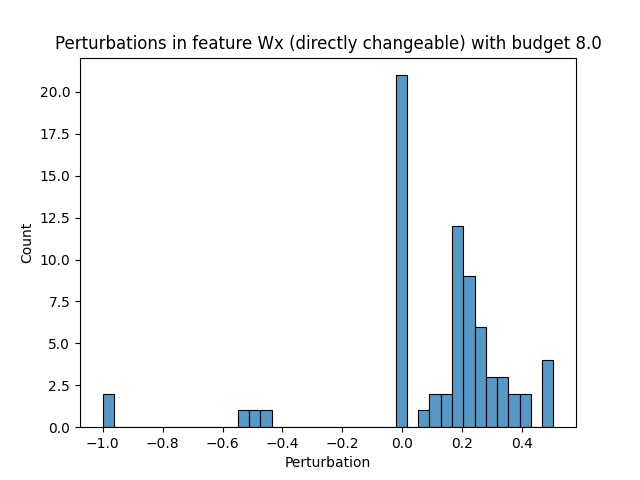 Perturbations in feature Wx (directly changeable) with budget 8.0
20.0
17.5
15.0
12.5
10.0
7.5
5.0
2.5
0.0
Count
−1.0 −0.8 −0.6 −0.4 −0.2 0.0 0.2 0.4
Perturbation